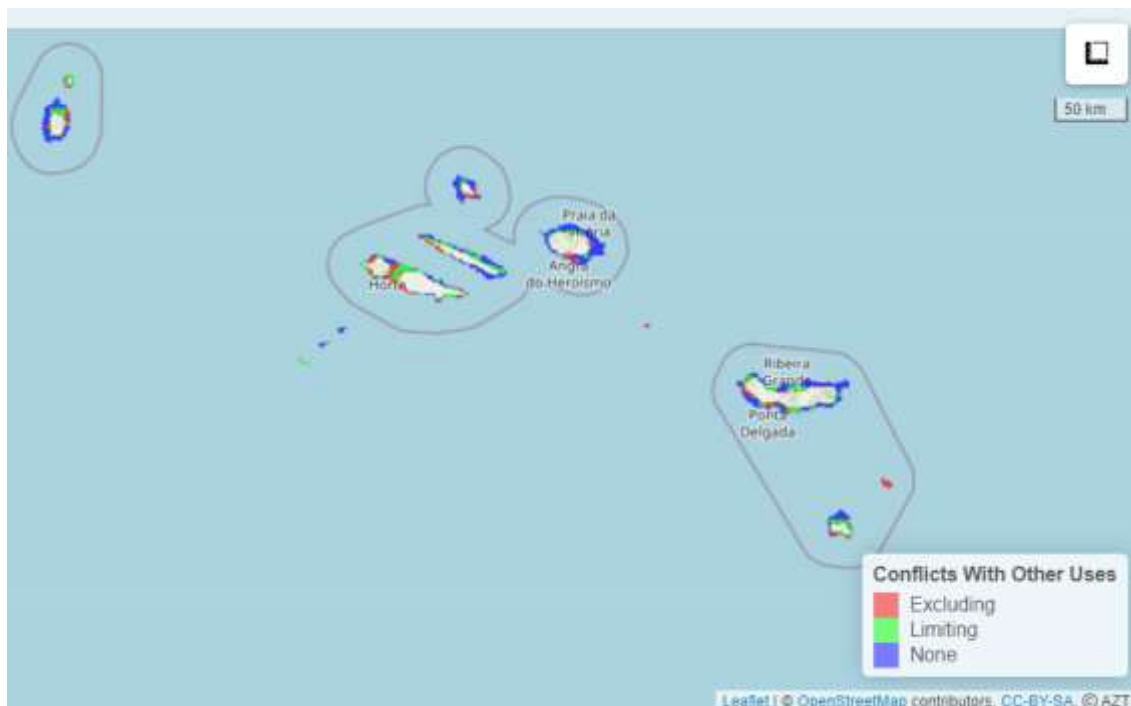 50 km
Praia da
Angra
do Heroísmo
Horta
Ribeira
Grande
Ponta
Delgada
Conflicts With Other Uses
Excluding
Limiting
None
Leaflet | © OpenStreetMap contributors, CC-BY-SA, © AZT